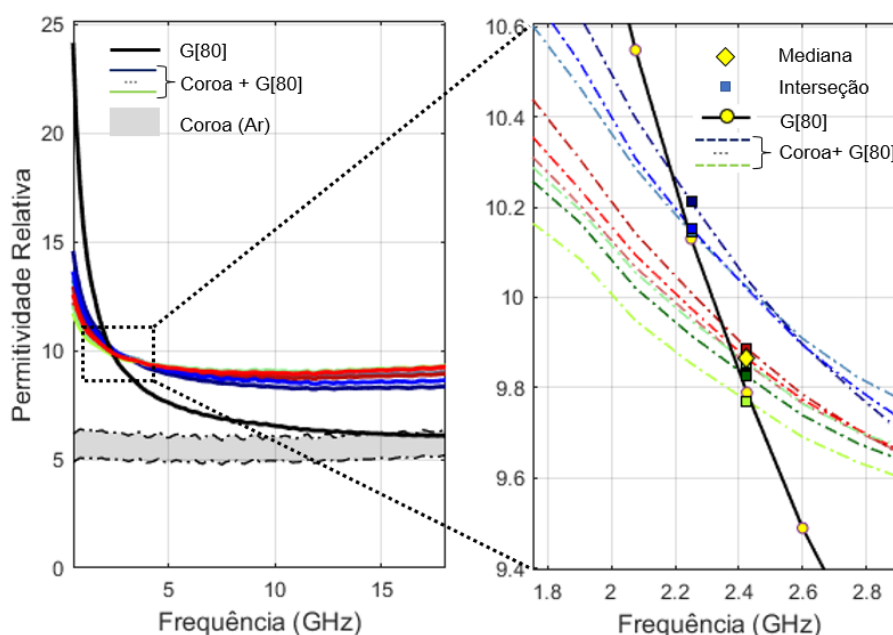 25
20
15
10
5
0
Permitividade Relativa
5
10
15
Frequência (GHz)
G[80]
Coroa + G[80]
Coroa (Ar)
10.6
10.4
10.2
10
9.8
9.6
9.4
1.8
2
2.2
2.4
2.6
2.8
Frequência (GHz)
Mediana
Interseção
G[80]
Coroa+ G[80]